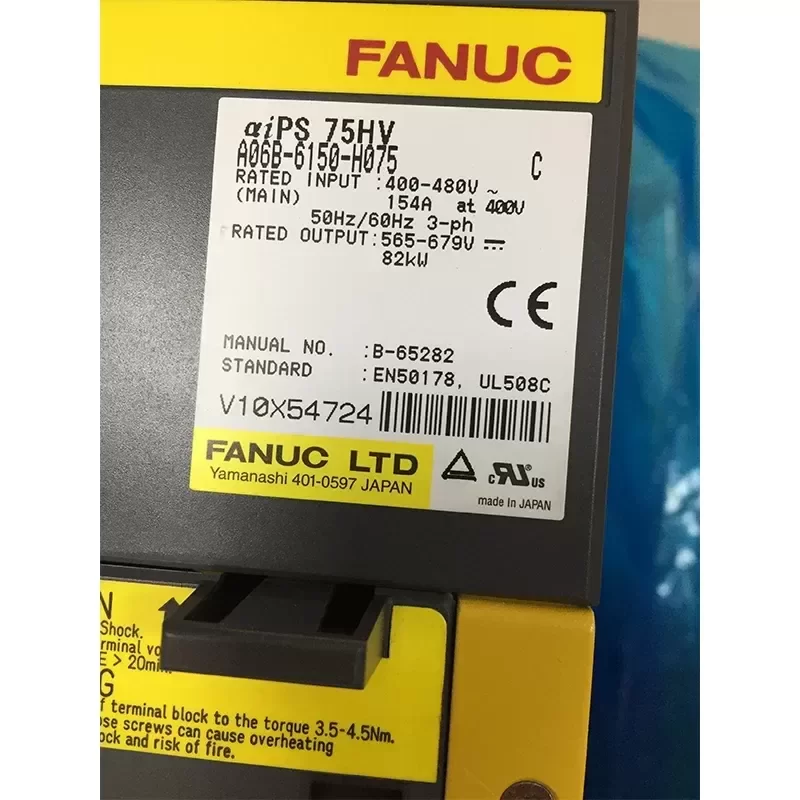 FANUC
αiPS 75HV
A06B-6150-H075 C
RATED INPUT :400-480V ~
(MAIN) 154A at 400V
50Hz/60Hz 3-ph
RATED OUTPUT:565-679V ⎓
82kW
CE
MANUAL NO. :B-65282
STANDARD :EN50178, UL508C
V10X54724
FANUC LTD
Yamanashi 401-0597 JAPAN
c RU US
made in JAPAN
Shock.
> 20min
f terminal block to the torque 3.5-4.5Nm.
screws can cause overheating
and risk of fire.